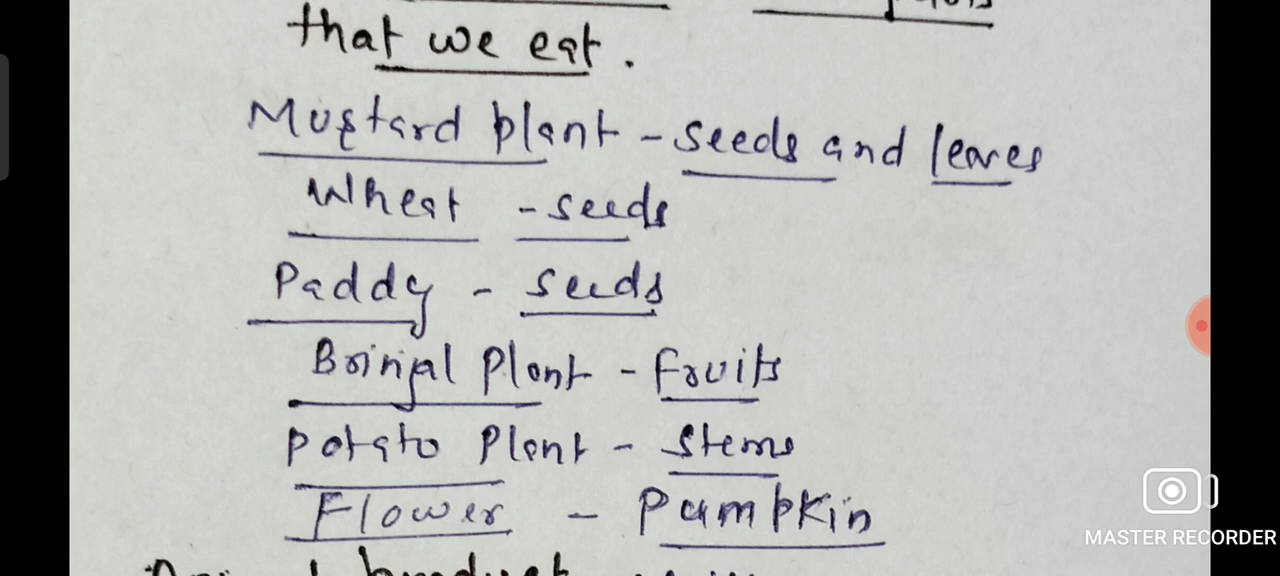 that we eat.
Mustard plant - seeds and leaves
Wheat - seeds
Paddy - seeds
Brinjal Plant - Fruits
Potato Plant - Stems
Flower - Pumpkin
MASTER RECORDER